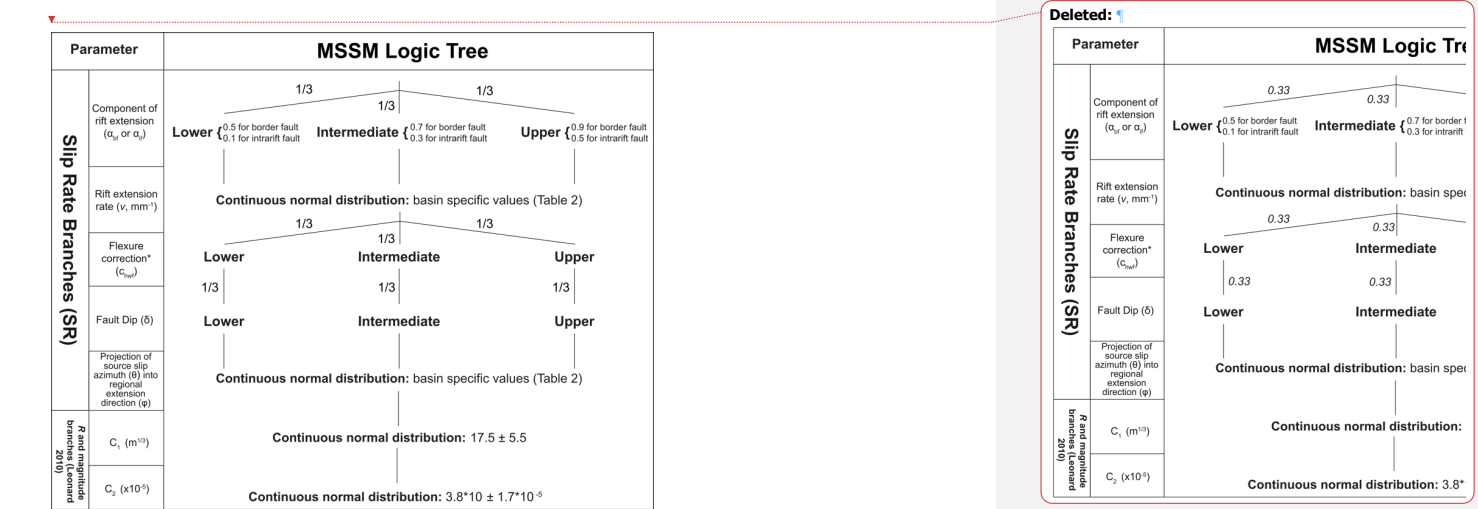 Deleted: ¶
Parameter
MSSM Logic Tree
Slip Rate Branches (SR)
Component of
rift extension
(αbf or αif)
1/3
1/3
1/3
Lower { 0.5 for border fault
0.1 for intrarift fault
Intermediate { 0.7 for border fault
0.3 for intrarift fault
Upper { 0.9 for border fault
0.5 for intrarift fault
Rift extension
rate (v, mm-1)
Continuous normal distribution: basin specific values (Table 2)
1/3
1/3
1/3
Flexure
correction*
(chwf)
Lower
Intermediate
Upper
1/3
1/3
1/3
Fault Dip (δ)
Lower
Intermediate
Upper
Projection of
source slip
azimuth (θ) into
regional
extension
direction (φ)
Continuous normal distribution: basin specific values (Table 2)
R and magnitude
branches (Leonard
2010)
C1 (m1/3)
Continuous normal distribution: 17.5 ± 5.5
C2 (x10-5)
Continuous normal distribution: 3.8*10 ± 1.7*10 -5
Parameter
MSSM Logic Tre
Slip Rate Branches (SR)
Component of
rift extension
(αbf or αif)
0.33
0.33
Lower { 0.5 for border fault
0.1 for intrarift fault
Intermediate { 0.7 for border f
0.3 for intrarift
Rift extension
rate (v, mm-1)
Continuous normal distribution: basin spec
0.33
0.33
Flexure
correction*
(chwf)
Lower
Intermediate
0.33
0.33
Fault Dip (δ)
Lower
Intermediate
Projection of
source slip
azimuth (θ) into
regional
extension
direction (φ)
Continuous normal distribution: basin spec
R and magnitude
branches (Leonard
2010)
C1 (m1/3)
Continuous normal distribution:
C2 (x10-5)
Continuous normal distribution: 3.8*